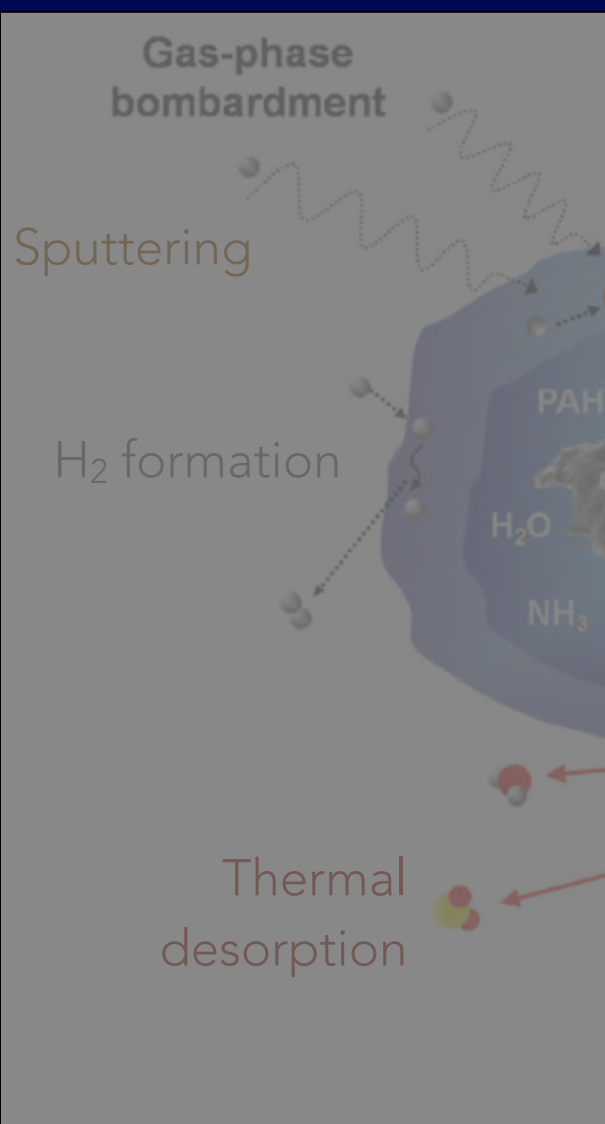 Gas-phase
bombardment
Sputtering
PAH
H₂ formation
H₂O
NH₃
Thermal
desorption